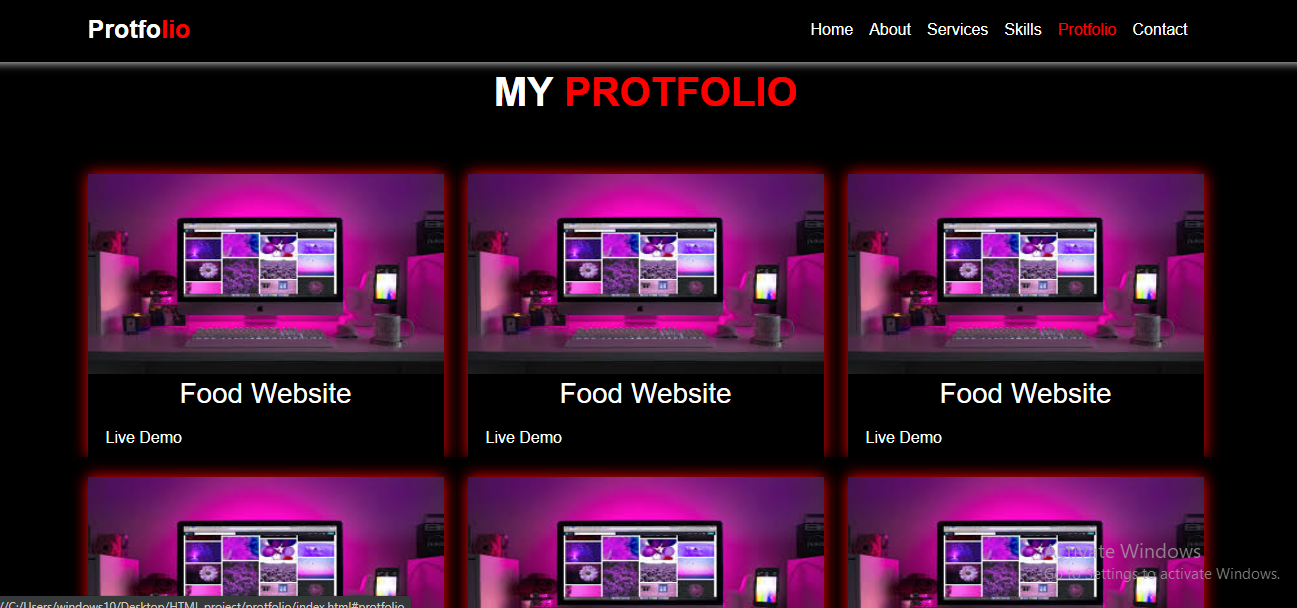 Protfolio
Home About Services Skills Protfolio Contact
MY PROTFOLIO
Food Website Food Website Food Website
Live Demo Live Demo Live Demo
Activate Windows
Go to Settings to activate Windows.
//C:/Users/windows10/Desktop/HTML project/protfolio/index.html#protfolio